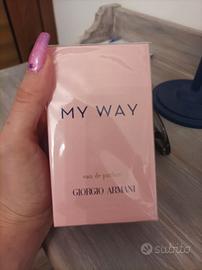 MY WAY
eau de parfum
GIORGIO ARMANI
subito